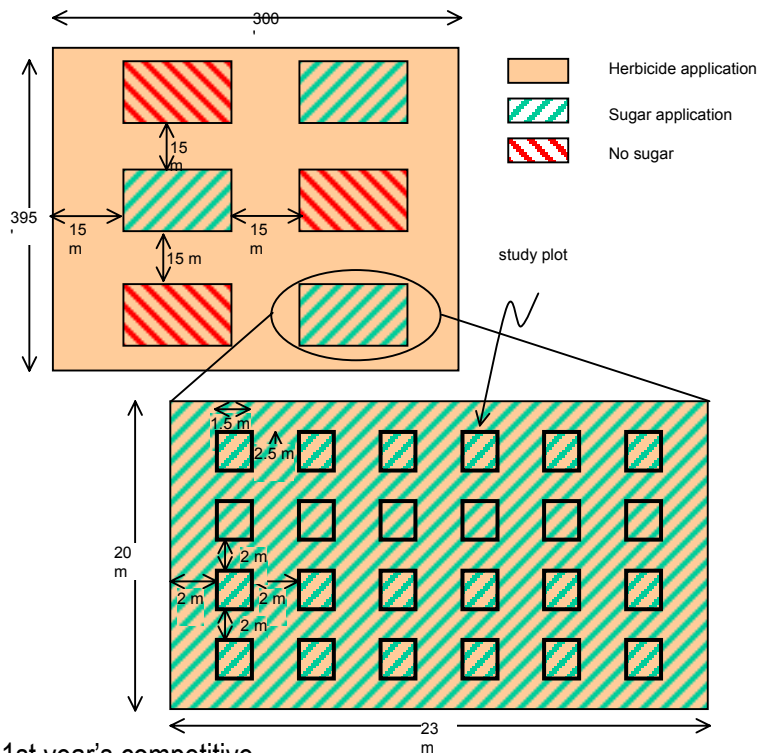 300
'
Herbicide application
Sugar application
No sugar
15
m
395
'
15
m
15
m
15 m
study plot
1.5 m
2.5 m
20
m
2 m
2 m
2 m
2 m
23
m
1st year's competitive